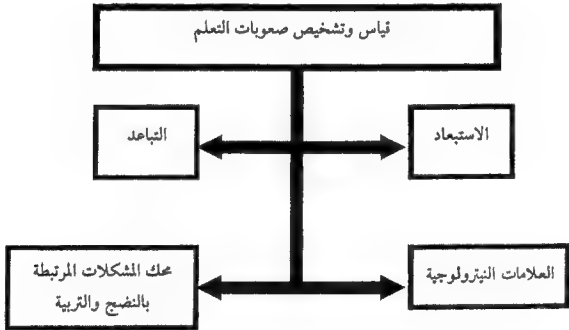 قياس وتشخيص صعوبات التعلم
الاستبعاد
التباعد
العلامات النيترولوجية
محك المشكلات المرتبطة
بالنضج والتربية